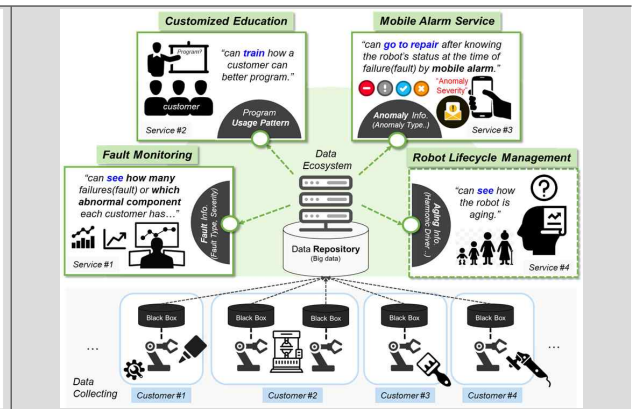 Customized Education
Program?
"can train how a
customer can
better program."
customer
Service #2
Program
Usage Pattern
Mobile Alarm Service
"can go to repair after knowing
the robot's status at the time of
failure(fault) by mobile alarm."
"Anomaly
Severity"
Anomaly Info.
(Anomaly Type..)
Service #3
Fault Monitoring
"can see how many
failures(fault) or which
abnormal component
each customer has…"
Service #1
Fault Info.
(Fault Type, Severity)
Data
Ecosystem
Data Repository
(Big data)
Robot Lifecycle Management
"can see how
the robot is
aging."
Aging Info.
(Harmonic Driver ..)
Service #4
Black Box
Black Box
Black Box
Black Box
Black Box
…
…
Data
Collecting
Customer #1
Customer #2
Customer #3
Customer #4